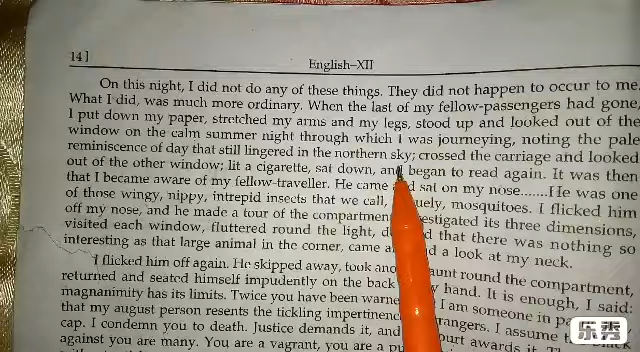 141
English–XII
On this night, I did not do any of these things. They did not happen to occur to me.
What I did, was much more ordinary. When the last of my fellow-passengers had gone,
I put down my paper, stretched my arms and my legs, stood up and looked out of the
window on the calm summer night through which I was journeying, noting the pale
reminiscence of day that still lingered in the northern sky; crossed the carriage and looked
out of the other window; lit a cigarette, sat down, and began to read again. It was then
that I became aware of my fellow-traveller. He came sat on my nose.......He was one
of those wingy, nippy, intrepid insects that we call, mosquitoes. I flicked him
off my nose, and he made a tour of the compartment, its three dimensions,
visited each window, fluttered round the light, that there was nothing so
interesting as that large animal in the corner, came a look at my neck.
I flicked him off again. He skipped away, took round the compartment,
returned and seated himself impudently on the back hand. It is enough, I said:
magnanimity has its limits. Twice you have been I am someone in
that my august person resents the tickling I assume
cap. I condemn you to death. Justice demands it, and awards it.
against you are many. You are a vagrant, you are a
乐秀